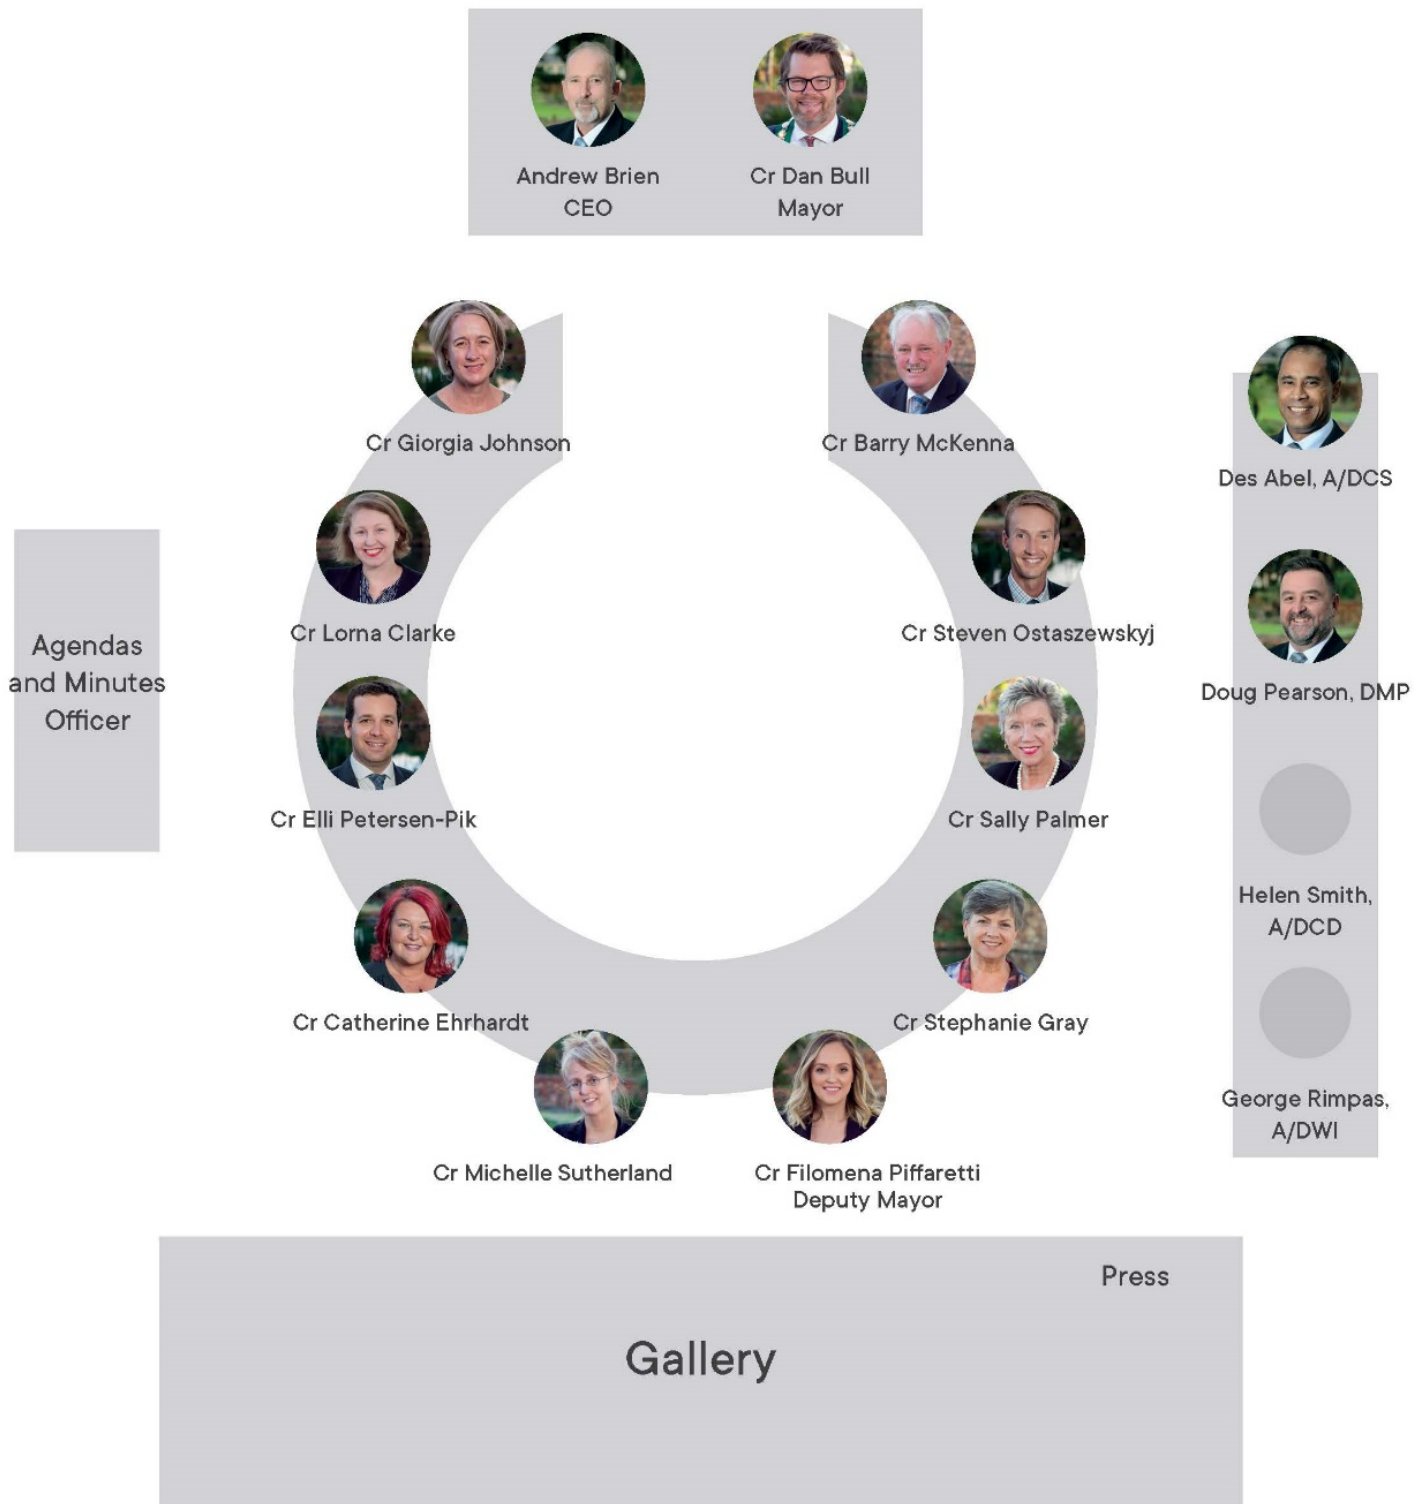 Andrew Brien
CEO
Cr Dan Bull
Mayor
Cr Giorgia Johnson
Cr Barry McKenna
Des Abel, A/DCS
Cr Lorna Clarke
Cr Steven Ostaszewskyj
Agendas
and Minutes
Officer
Doug Pearson, DMP
Cr Elli Petersen-Pik
Cr Sally Palmer
Helen Smith,
A/DCD
Cr Catherine Ehrhardt
Cr Stephanie Gray
George Rimpas,
A/DWI
Cr Michelle Sutherland
Cr Filomena Piffaretti
Deputy Mayor
Press
Gallery